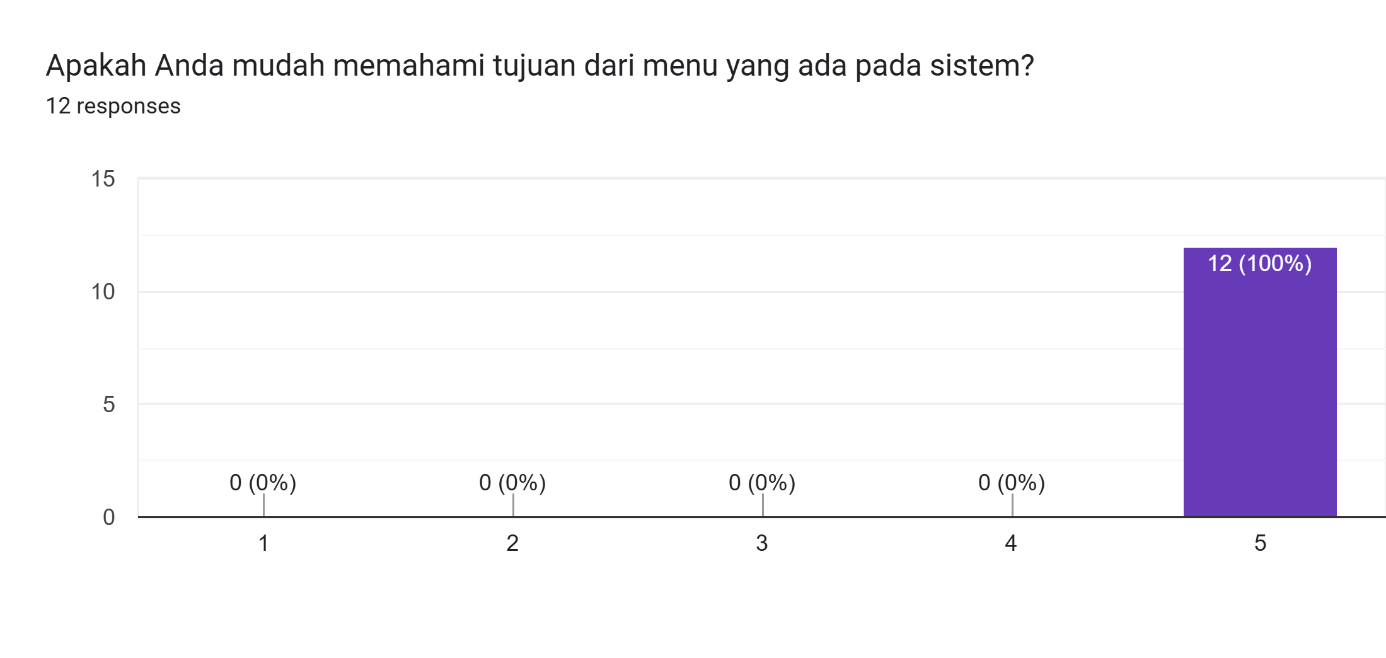 Apakah Anda mudah memahami tujuan dari menu yang ada pada sistem?
12 responses
15
10
5
0
12 (100%)
0 (0%) 0 (0%) 0 (0%) 0 (0%)
1 2 3 4 5